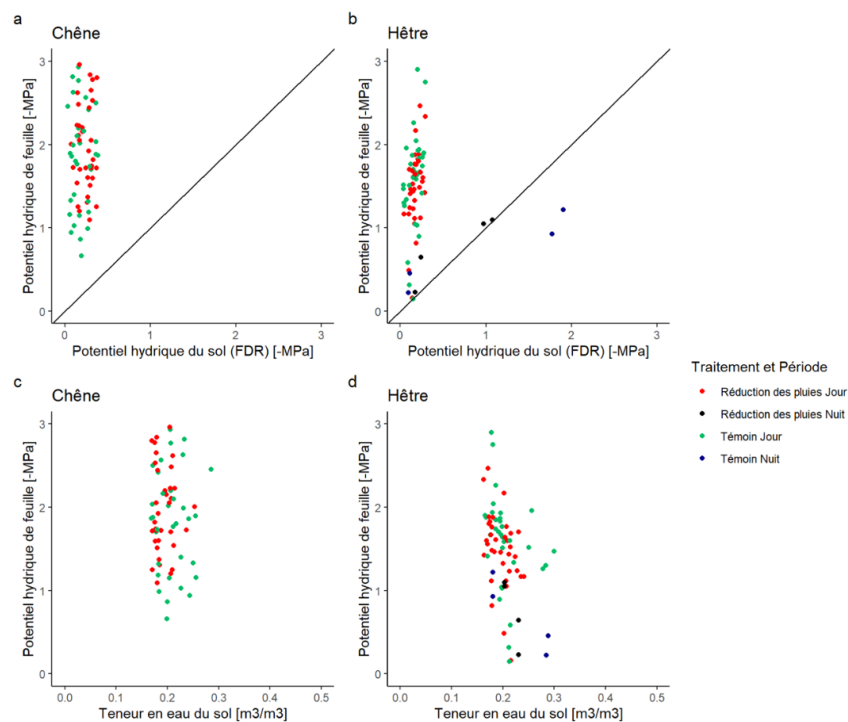 a
Chêne
Potentiel hydrique de feuille [-MPa]
3
2
1
0
0
1
2
3
Potentiel hydrique du sol (FDR) [-MPa]
b
Hêtre
Potentiel hydrique de feuille [-MPa]
3
2
1
0
0
1
2
3
Potentiel hydrique du sol (FDR) [-MPa]
c
Chêne
Potentiel hydrique de feuille [-MPa]
3
2
1
0
0.0
0.1
0.2
0.3
0.4
0.5
Teneur en eau du sol [m3/m3]
d
Hêtre
Potentiel hydrique de feuille [-MPa]
3
2
1
0
0.0
0.1
0.2
0.3
0.4
0.5
Teneur en eau du sol [m3/m3]
Traitement et Période
Réduction des pluies Jour
Réduction des pluies Nuit
Témoin Jour
Témoin Nuit